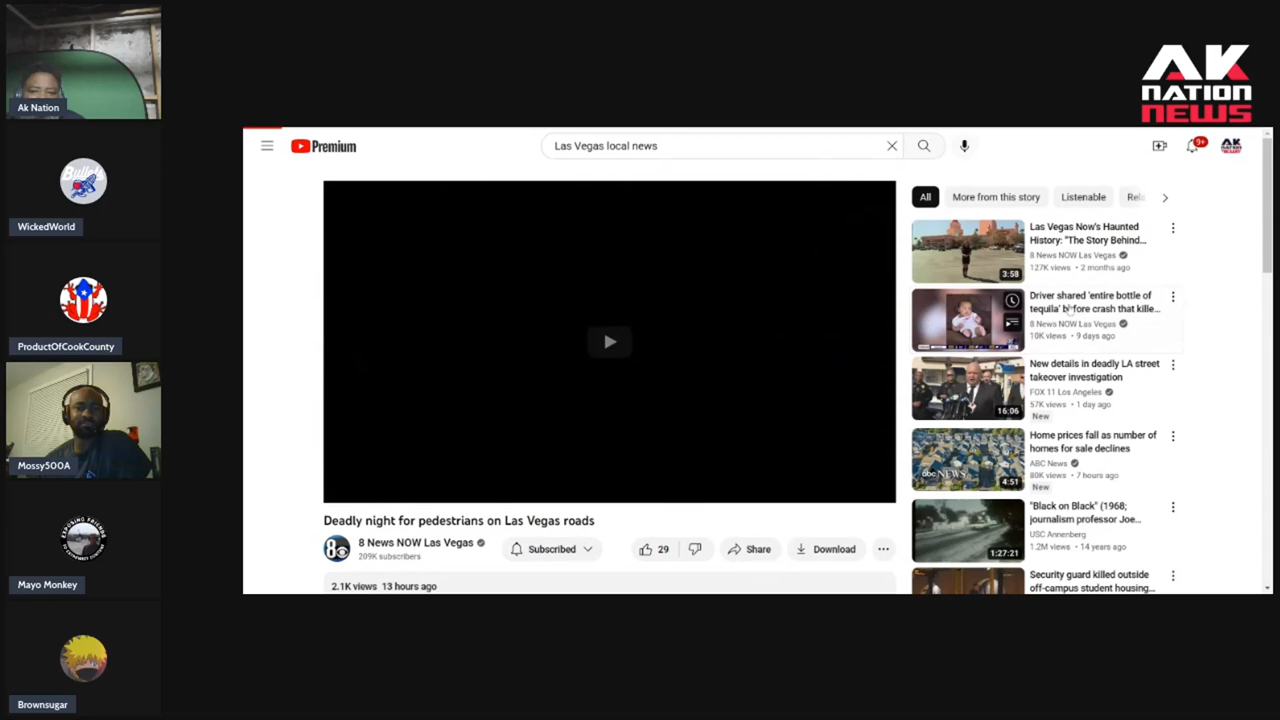 Ak Nation
WickedWorld
ProductOfCookCounty
Mossy500A
Mayo Monkey
Brownsugar
AK
NATION
NEWS
Premium
Las Vegas local news
9+
All
More from this story
Listenable
Rela
Deadly night for pedestrians on Las Vegas roads
8 News NOW Las Vegas
209K subscribers
Subscribed
29
Share
Download
2.1K views 13 hours ago
Las Vegas Now's Haunted
History: "The Story Behind...
8 News NOW Las Vegas
127K views • 2 months ago
3:58
Driver shared 'entire bottle of
tequila' before crash that kille...
8 News NOW Las Vegas
10K views • 9 days ago
New details in deadly LA street
takeover investigation
FOX 11 Los Angeles
57K views • 1 day ago
New
16:06
Home prices fall as number of
homes for sale declines
ABC News
80K views • 7 hours ago
New
abc NEWS
4:51
"Black on Black" (1968;
journalism professor Joe...
USC Annenberg
1.2M views • 14 years ago
1:27:21
Security guard killed outside
off-campus student housing...